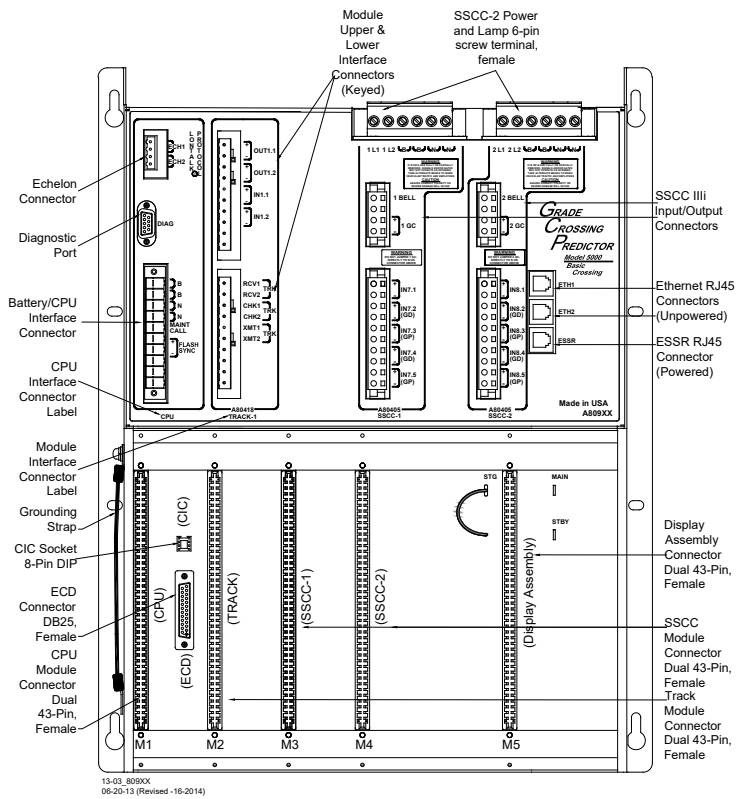 Module
Upper &
Lower
Interface
Connectors
(Keyed)
SSCC-2 Power
and Lamp 6-pin
screw terminal,
female
Echelon
Connector
Diagnostic
Port
Battery/CPU
Interface
Connector
CPU
Interface
Connector
Label
Module
Interface
Connector
Label
Grounding
Strap
CIC Socket
8-Pin DIP
ECD
Connector
DB25,
Female
CPU
Module
Connector
Dual
43-Pin,
Female
ECH1
ECH2
LONTALK
PROTOCOL
DIAG
B
B
N
N
MAINT
CALL
+
-
FLASH
SYNC
CPU
OUT1.1
OUT1.2
IN1.1
IN1.2
RCV1
RCV2
TRK
CHK1
CHK2
TRK
XMT1
XMT2
TRK
A80418
TRACK-1
1 L1 1 L2 B B N N
WARNING
CAUTION
1 BELL
1 GC
WARNING
IN7.1
IN7.2
(GD)
IN7.3
(GP)
IN7.4
(GD)
IN7.5
(GP)
A80405
SSCC-1
2 L1 2 L2 B B N N
WARNING
CAUTION
2 BELL
2 GC
WARNING
IN8.1
IN8.2
(GD)
IN8.3
(GP)
IN8.4
(GD)
IN8.5
(GP)
A80405
SSCC-2
GRADE
CROSSING
PREDICTOR
Model 5000
Basic
Crossing
ETH1
ETH2
ESSR
Made in USA
A809XX
SSCC IIIi
Input/Output
Connectors
Ethernet RJ45
Connectors
(Unpowered)
ESSR RJ45
Connector
(Powered)
(CIC)
(CPU)
(ECD)
(TRACK)
(SSCC-1)
(SSCC-2)
(Display Assembly)
STG
MAIN
STBY
Display
Assembly
Connector
Dual 43-Pin,
Female
SSCC
Module
Connector
Dual 43-Pin,
Female
Track
Module
Connector
Dual 43-Pin,
Female
M1
M2
M3
M4
M5
13-03_809XX
06-20-13 (Revised -16-2014)